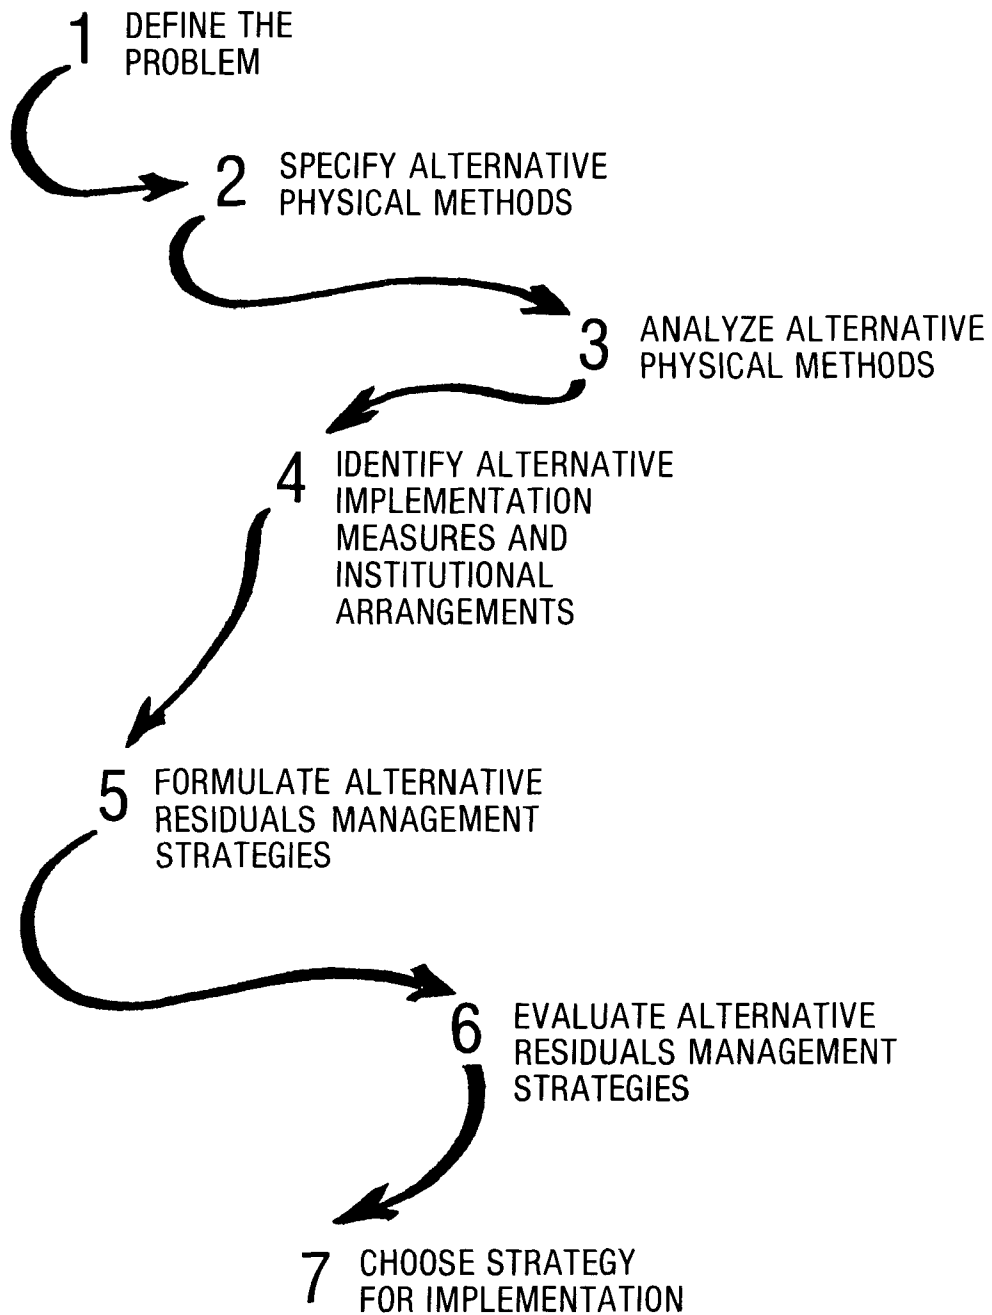 1 DEFINE THE
PROBLEM
2 SPECIFY ALTERNATIVE
PHYSICAL METHODS
3 ANALYZE ALTERNATIVE
PHYSICAL METHODS
4 IDENTIFY ALTERNATIVE
IMPLEMENTATION
MEASURES AND
INSTITUTIONAL
ARRANGEMENTS
5 FORMULATE ALTERNATIVE
RESIDUALS MANAGEMENT
STRATEGIES
6 EVALUATE ALTERNATIVE
RESIDUALS MANAGEMENT
STRATEGIES
7 CHOOSE STRATEGY
FOR IMPLEMENTATION